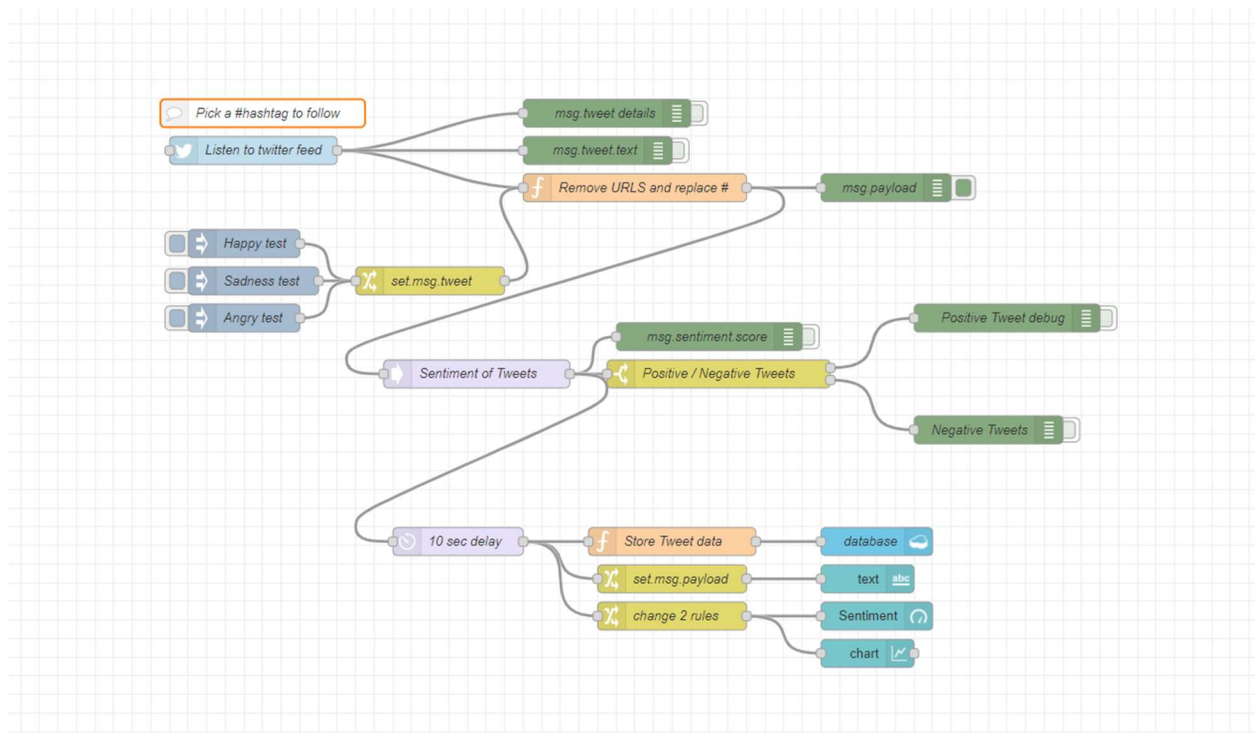 Pick a #hashtag to follow
msg.tweet details
Listen to twitter feed
msg.tweet.text
Remove URLS and replace #
msg.payload
Happy test
Sadness test
set.msg.tweet
Angry test
Positive Tweet debug
msg.sentiment.score
Sentiment of Tweets
Positive / Negative Tweets
Negative Tweets
10 sec delay
Store Tweet data
database
set.msg.payload
text
abc
change 2 rules
Sentiment
chart